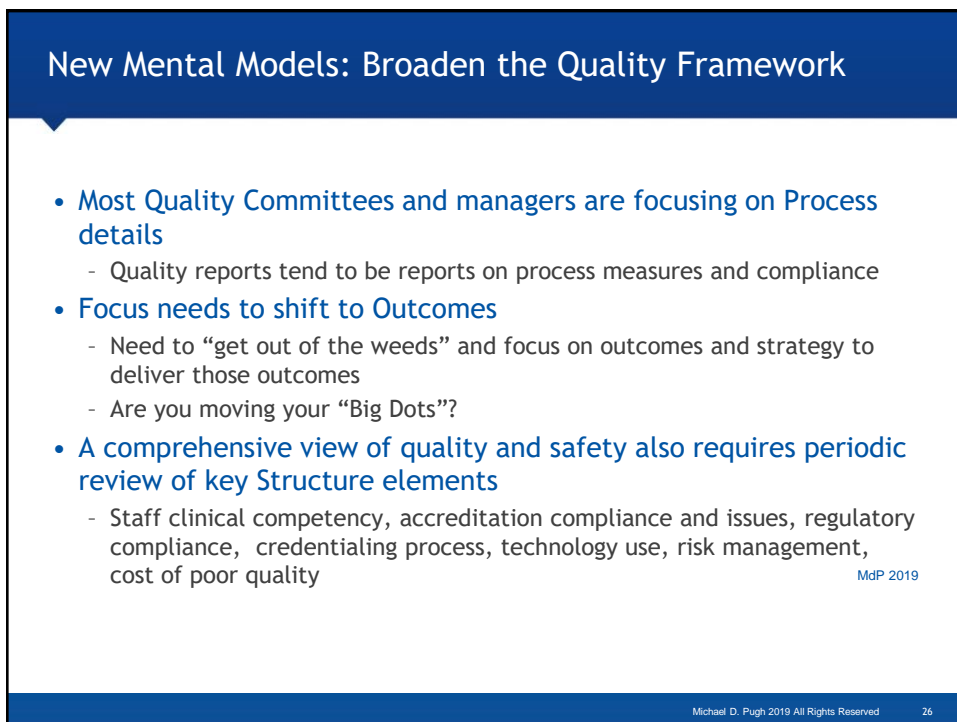 New Mental Models: Broaden the Quality Framework
• Most Quality Committees and managers are focusing on Process
details
- Quality reports tend to be reports on process measures and compliance
• Focus needs to shift to Outcomes
- Need to “get out of the weeds” and focus on outcomes and strategy to
deliver those outcomes
- Are you moving your “Big Dots”?
• A comprehensive view of quality and safety also requires periodic
review of key Structure elements
- Staff clinical competency, accreditation compliance and issues, regulatory
compliance, credentialing process, technology use, risk management,
cost of poor quality
MdP 2019
Michael D. Pugh 2019 All Rights Reserved 26